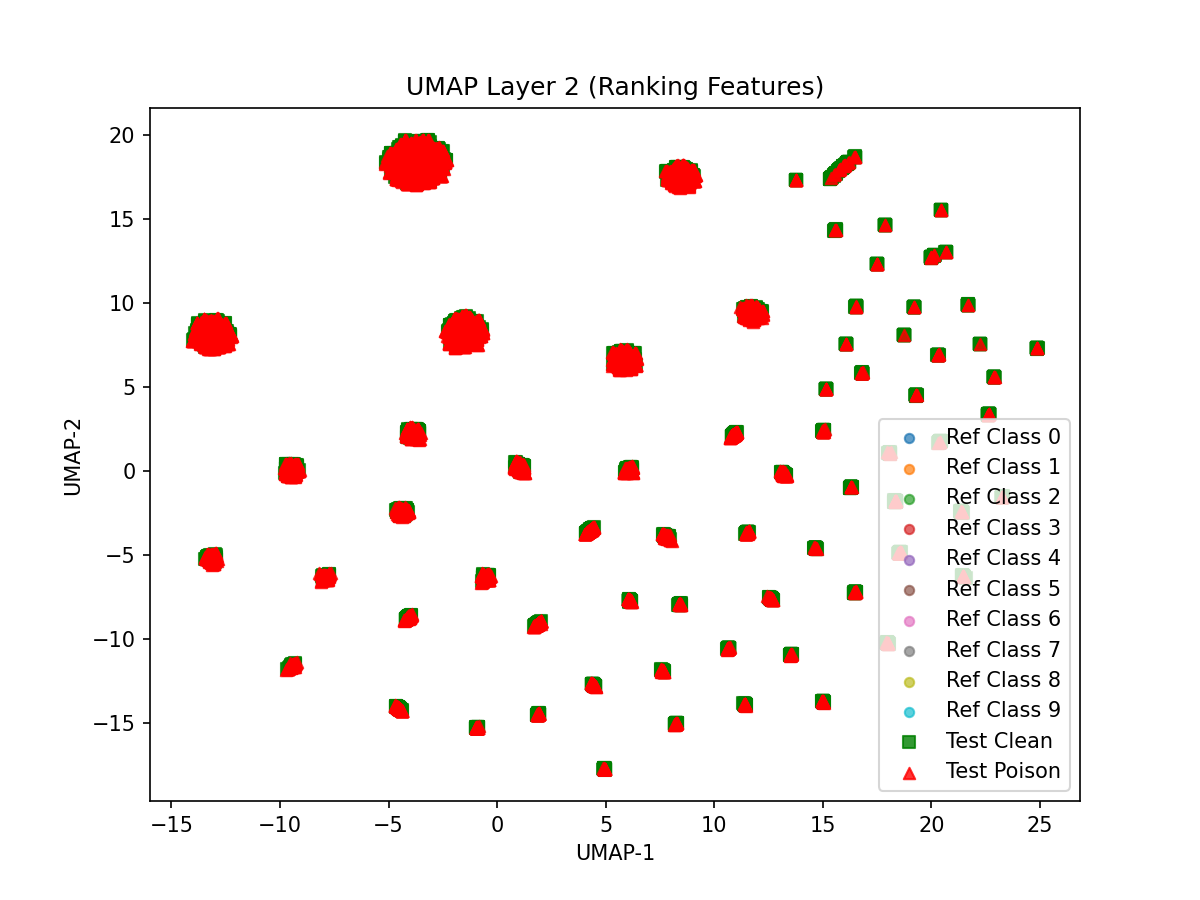 UMAP Layer 2 (Ranking Features)
20
15
10
5
0
−5
−10
−15
UMAP-2
−15 −10 −5 0 5 10 15 20 25
UMAP-1
Ref Class 0
Ref Class 1
Ref Class 2
Ref Class 3
Ref Class 4
Ref Class 5
Ref Class 6
Ref Class 7
Ref Class 8
Ref Class 9
Test Clean
Test Poison